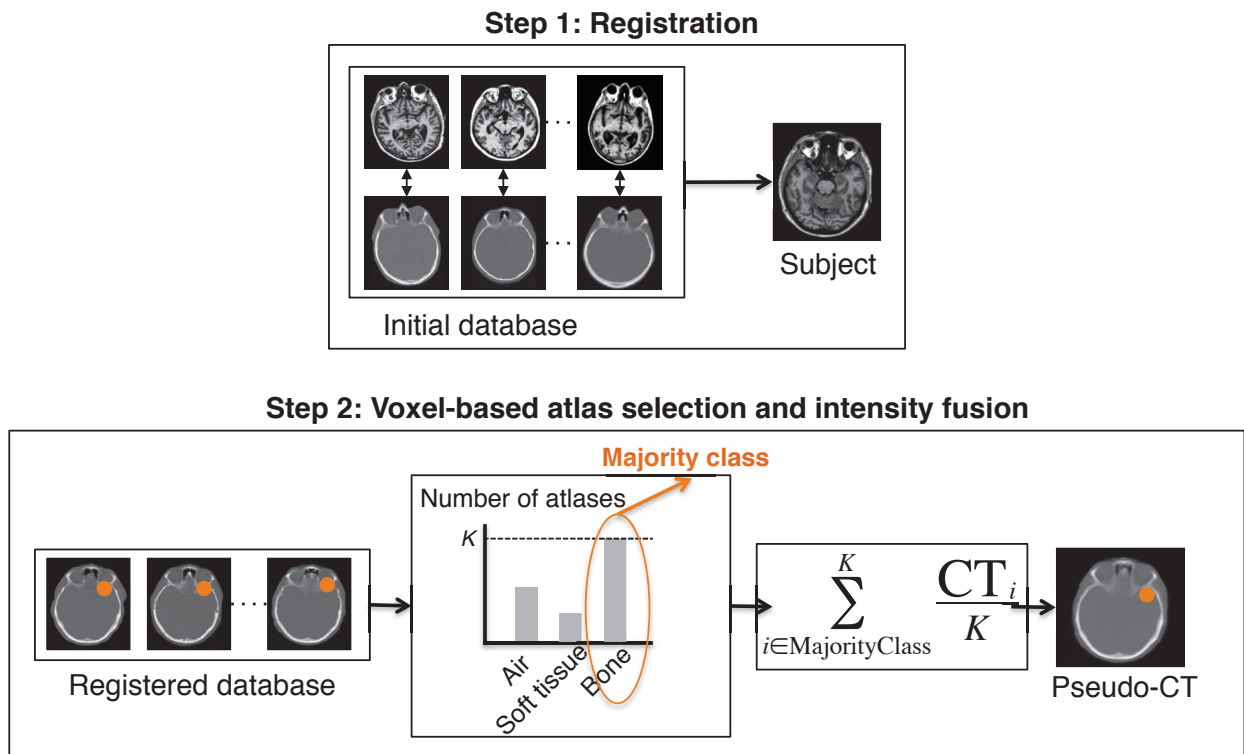 Step 1: Registration
Initial database
Subject
Step 2: Voxel-based atlas selection and intensity fusion
Majority class
Number of atlases
K
Air
Soft tissue
Bone
Registered database
K
∑ CT_i
i∈MajorityClass K
Pseudo-CT